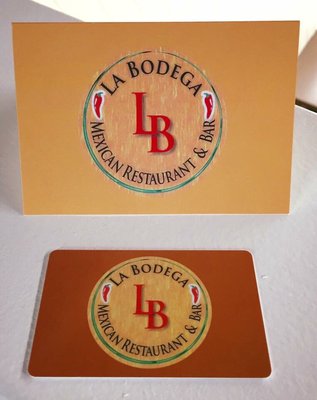 LA BODEGA
LB
MEXICAN RESTAURANT & BAR
LA BODEGA
LB
MEXICAN RESTAURANT & BAR